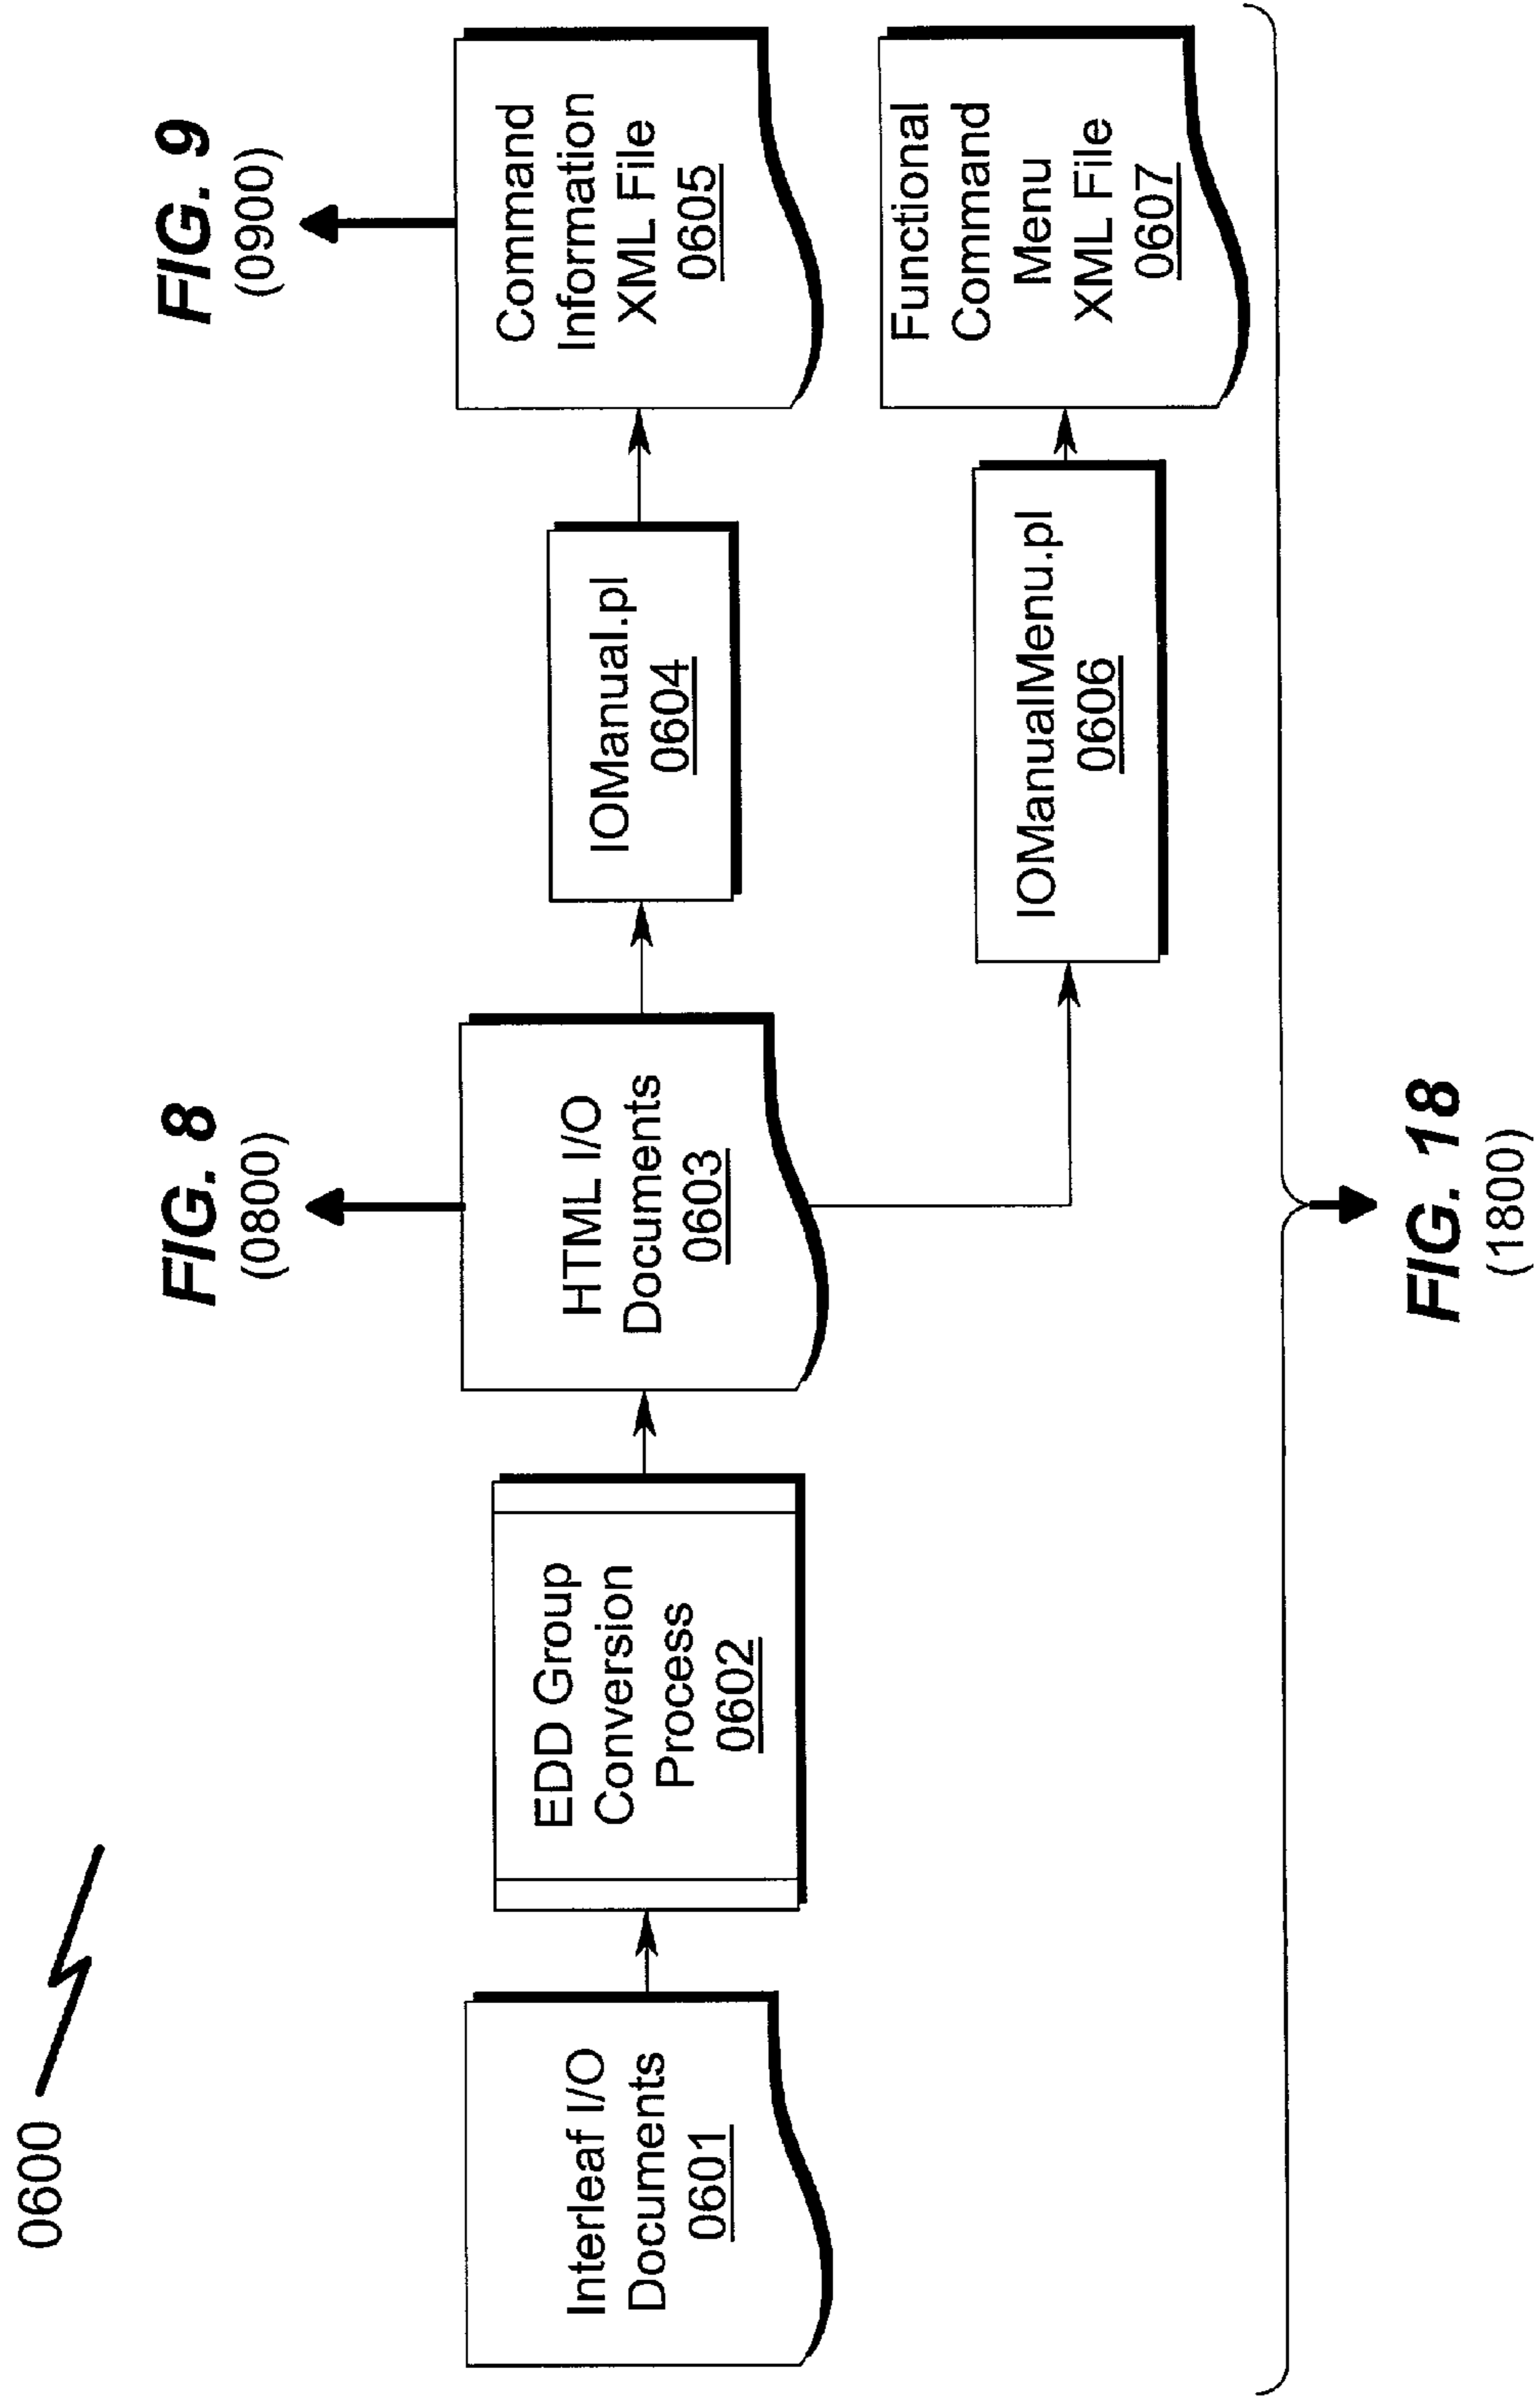 0600
FIG. 8
(0800)
FIG. 9
(0900)
Interleaf I/O
Documents
0601
EDD Group
Conversion
Process
0602
HTML I/O
Documents
0603
IOManual.pl
0604
Command
Information
XML File
0605
IOManualMenu.pl
0606
Functional
Command
Menu
XML File
0607
FIG. 18
(1800)